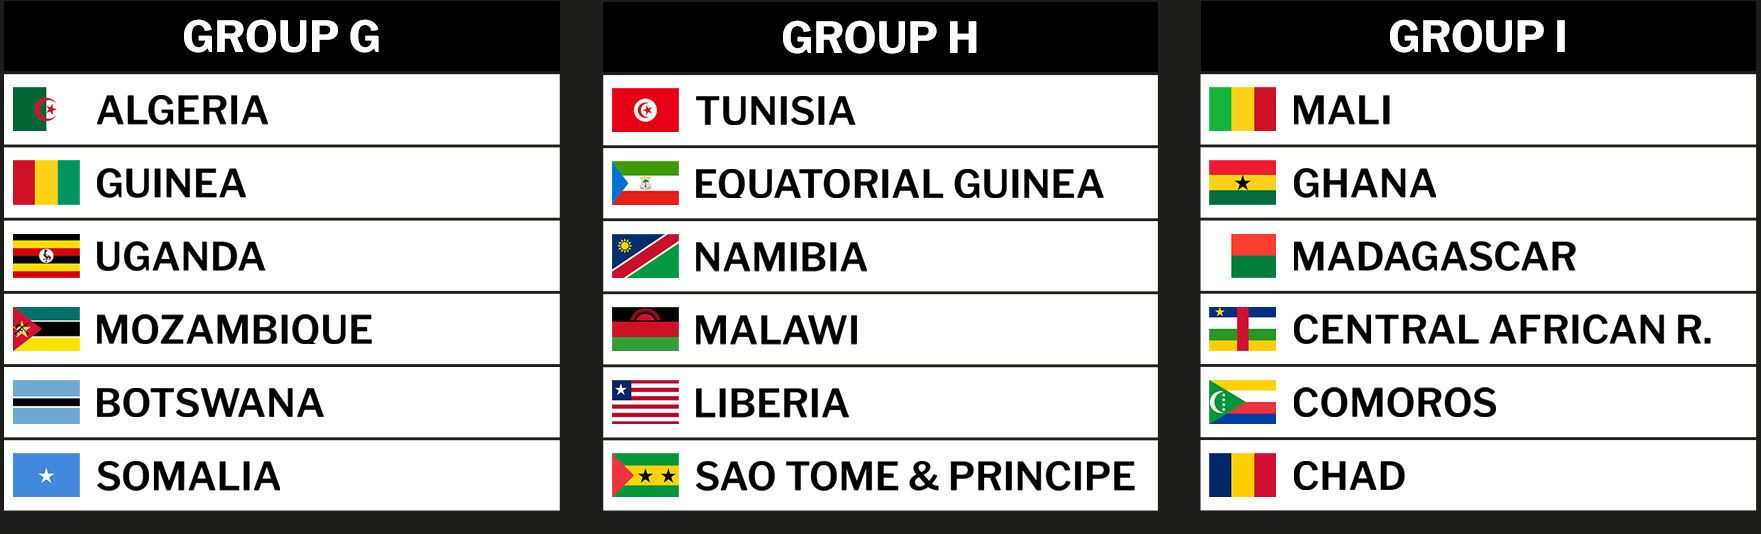 GROUP G
ALGERIA
GUINEA
UGANDA
MOZAMBIQUE
BOTSWANA
SOMALIA
GROUP H
TUNISIA
EQUATORIAL GUINEA
NAMIBIA
MALAWI
LIBERIA
SAO TOME & PRINCIPE
GROUP I
MALI
GHANA
MADAGASCAR
CENTRAL AFRICAN R.
COMOROS
CHAD